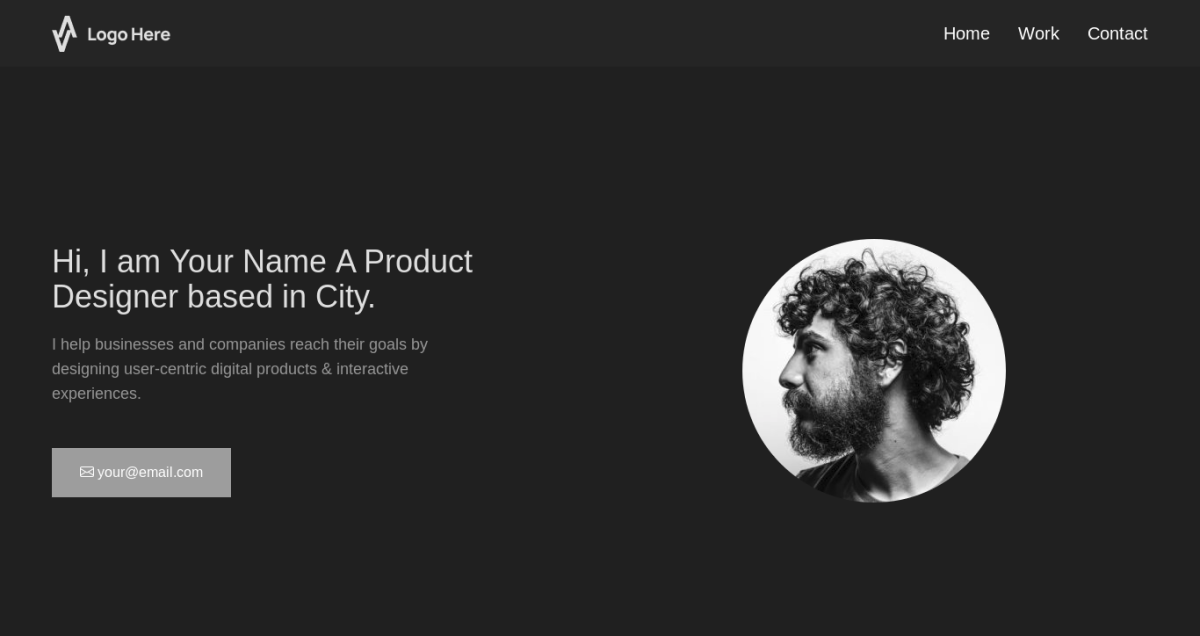 Logo Here
Home Work Contact
Hi, I am Your Name A Product
Designer based in City.
I help businesses and companies reach their goals by
designing user-centric digital products & interactive
experiences.
your@email.com